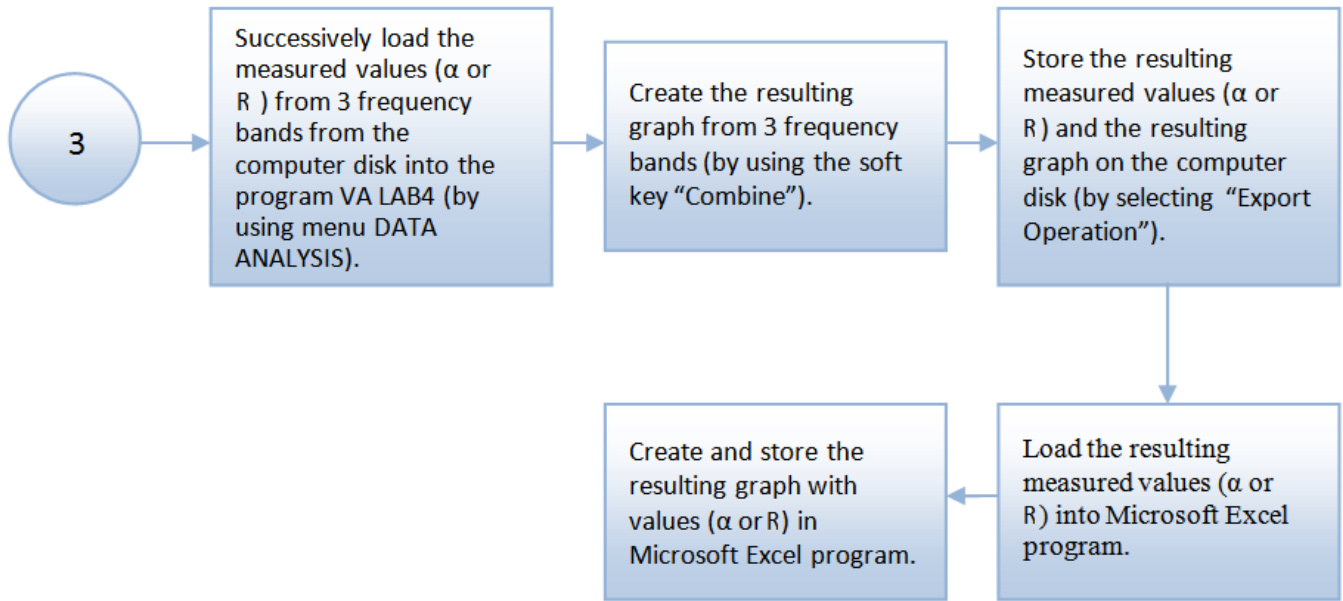 3
Successively load the
measured values (α or
R ) from 3 frequency
bands from the
computer disk into the
program VA LAB4 (by
using menu DATA
ANALYSIS).
Create the resulting
graph from 3 frequency
bands (by using the soft
key “Combine”).
Store the resulting
measured values (α or
R ) and the resulting
graph on the computer
disk (by selecting “Export
Operation”).
Load the resulting
measured values (α or
R ) into Microsoft Excel
program.
Create and store the
resulting graph with
values (α or R ) in
Microsoft Excel program.